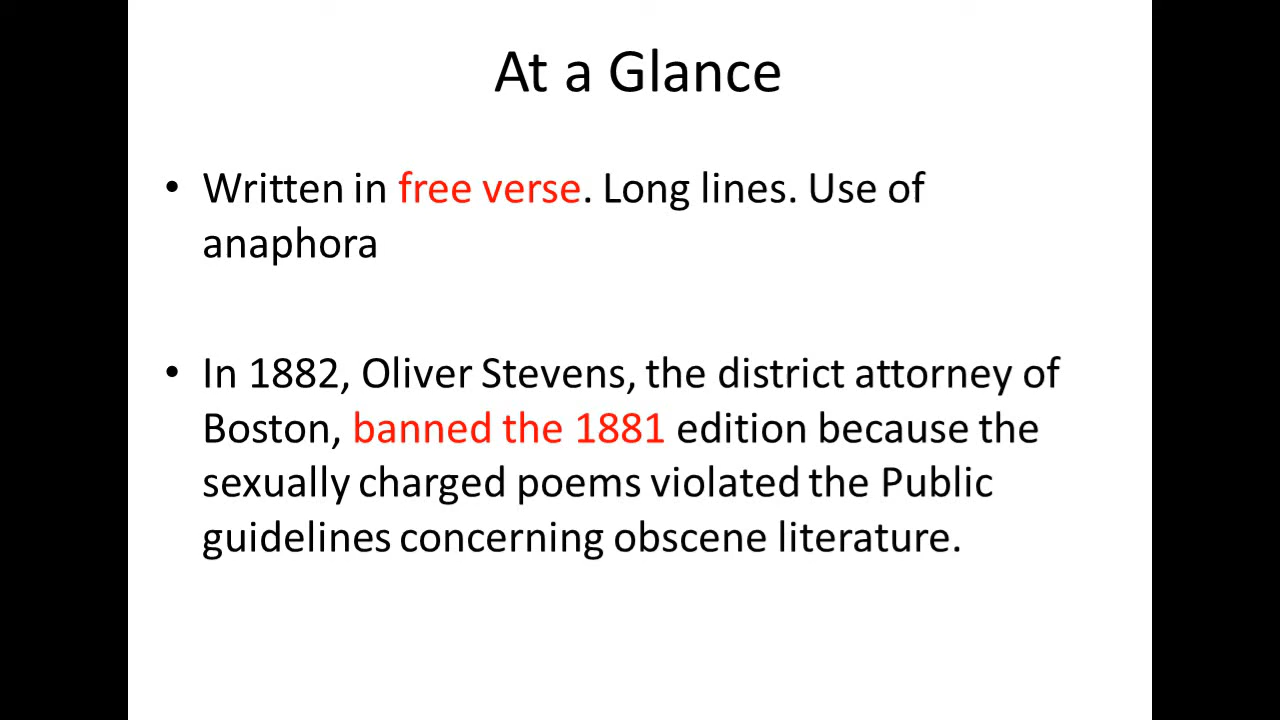 At a Glance
• Written in free verse. Long lines. Use of
anaphora
• In 1882, Oliver Stevens, the district attorney of
Boston, banned the 1881 edition because the
sexually charged poems violated the Public
guidelines concerning obscene literature.